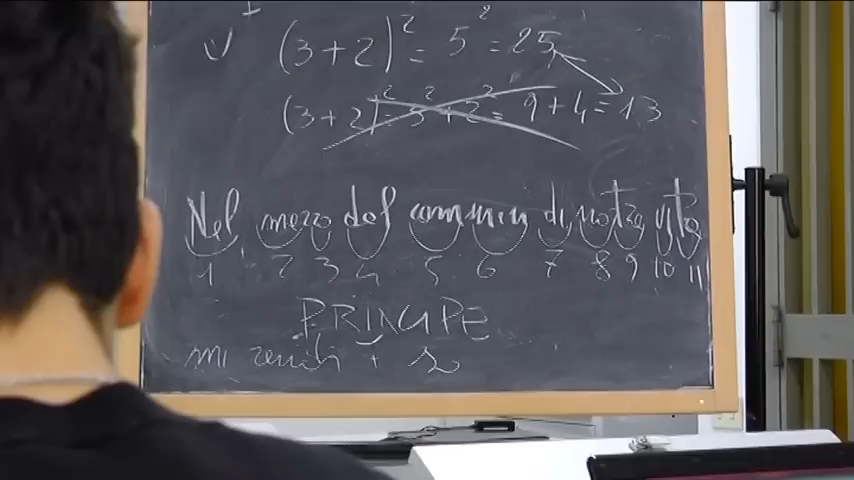 √ (3+2)² = 5² = 25
(3+2)² = 3²+2² = 9+4 = 13
Nel mezzo del cammin di nostra vita
1 2 3 4 5 6 7 8 9 10 11
PRINCIPE
mi